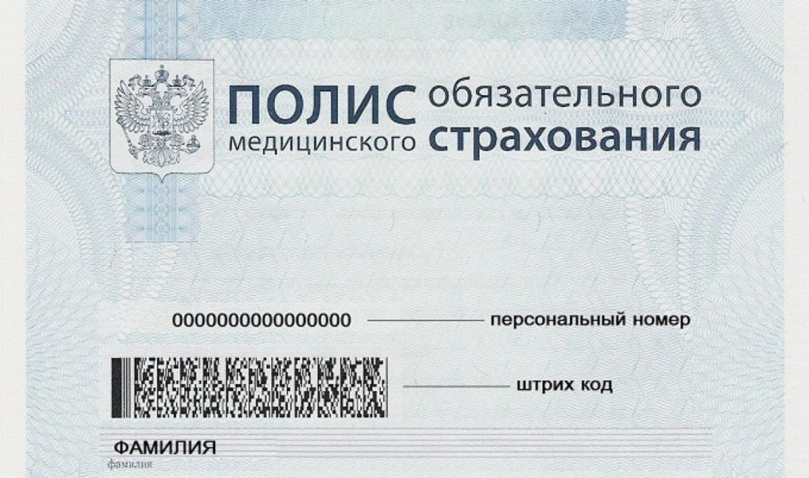 ПОЛИС обязательного
медицинского страхования
0000000000000000 персональный номер
штрих код
ФАМИЛИЯ
фамилия